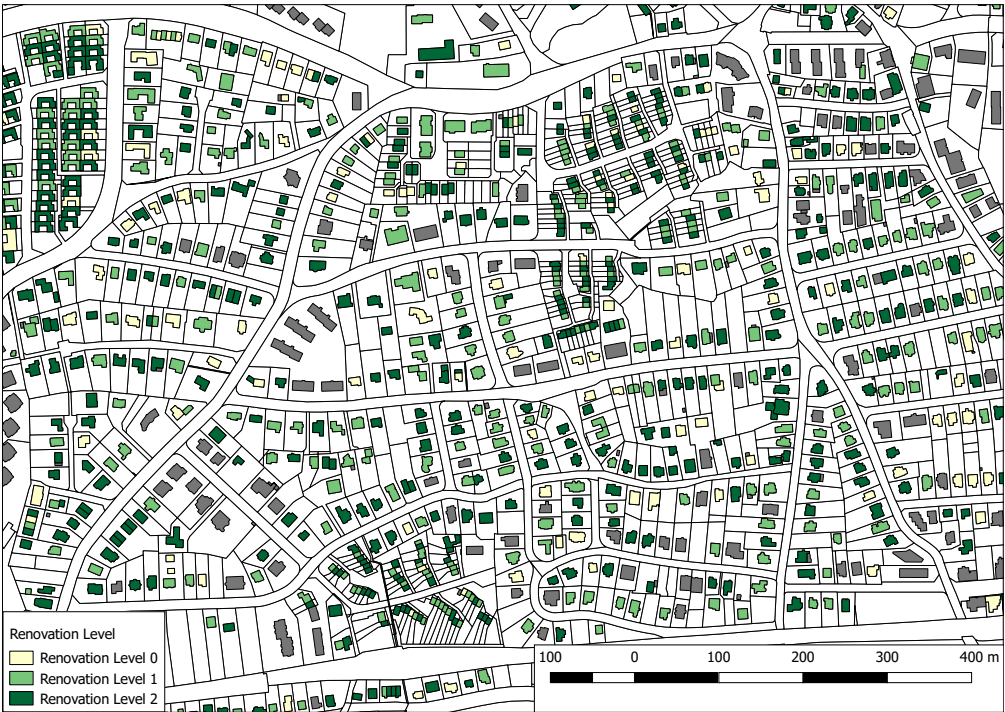 Renovation Level
Renovation Level 0
Renovation Level 1
Renovation Level 2
100 0 100 200 300 400 m